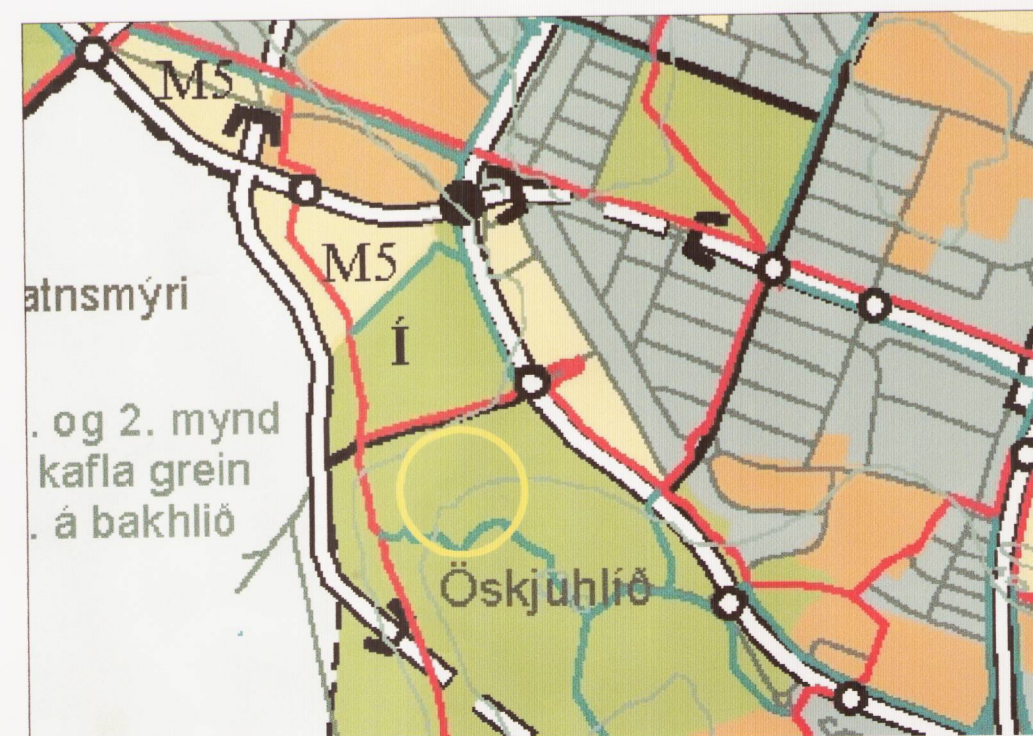 M5
M5
atnsmýri
Í
. og 2. mynd
kafla grein
. á bakhlið
Öskjuhlíð